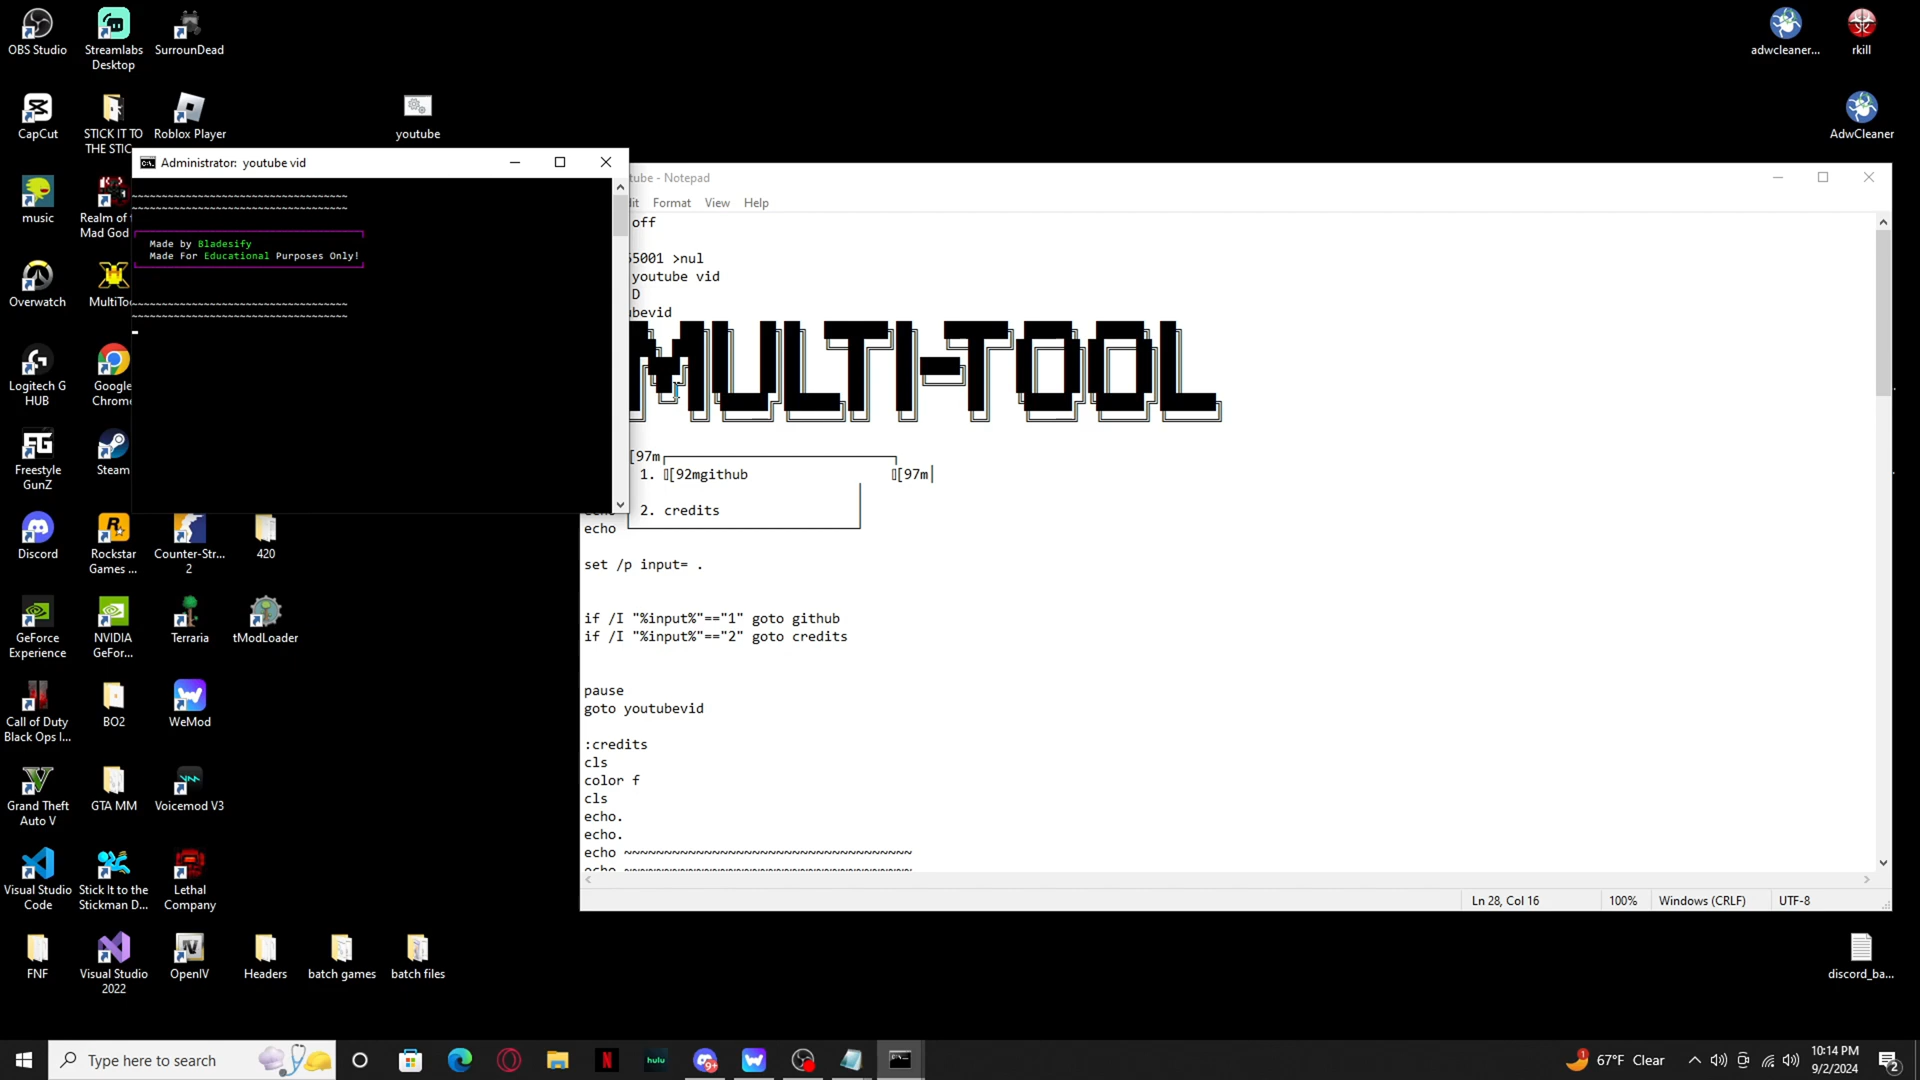 OBS Studio
Streamlabs Desktop
SurrounDead
youtube
CapCut
STICK IT TO THE STIC
Roblox Player
adwcleaner...
rkill
AdwCleaner
Administrator: youtube vid
~~~~~~~~~~~~~~~~~~~~~~~~~~~~~~~~~~~~
~~~~~~~~~~~~~~~~~~~~~~~~~~~~~~~~~~~~
Made by Bladesify
Made For Educational Purposes Only!
~~~~~~~~~~~~~~~~~~~~~~~~~~~~~~~~~~~~
~~~~~~~~~~~~~~~~~~~~~~~~~~~~~~~~~~~~
music
Realm of
Mad God
Overwatch
Logitech G HUB
Google
Freestyle GunZ
Steam
Discord
Rockstar Games ...
Counter-Str... 2
420
GeForce Experience
NVIDIA GeFor...
Terraria
tModLoader
Call of Duty Black Ops I...
BO2
WeMod
Grand Theft Auto V
GTA MM
Voicemod V3
Visual Studio Code
Stick It to the Stickman D...
Lethal Company
FNF
Visual Studio 2022
OpenIV
Headers
batch games
batch files
discord_ba...
tube - Notepad
Format View Help
off
65001 >nul
youtube vid
D
MULTI-TOOL
[97m
1. [92mgithub [97m
2. credits
echo
set /p input= .
if /I "%input%"=="1" goto github
if /I "%input%"=="2" goto credits
pause
goto youtubevid
:credits
cls
color f
cls
echo.
echo.
echo ~~~~~~~~~~~~~~~~~~~~~~~~~~~~~~~~~~~~
echo ~~~~~~~~~~~~~~~~~~~~~~~~~~~~~~~~~~~~
Ln 28, Col 16
100%
Windows (CRLF)
UTF-8
Type here to search
hulu
9+
67°F Clear
10:14 PM
9/2/2024
2